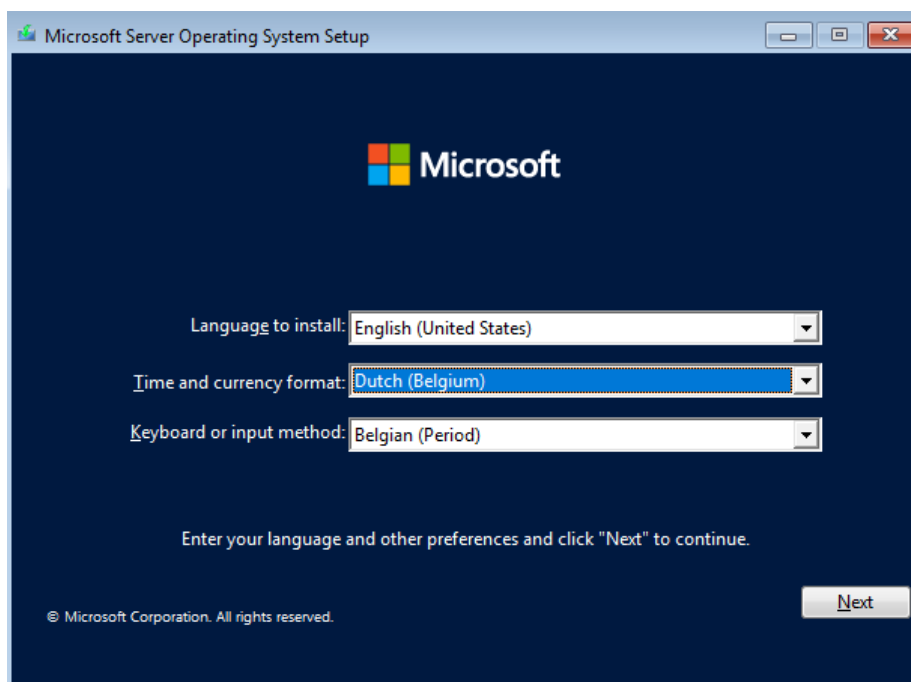 Microsoft Server Operating System Setup
Microsoft
Language to install: English (United States)
Time and currency format: Dutch (Belgium)
Keyboard or input method: Belgian (Period)
Enter your language and other preferences and click "Next" to continue.
Next
© Microsoft Corporation. All rights reserved.